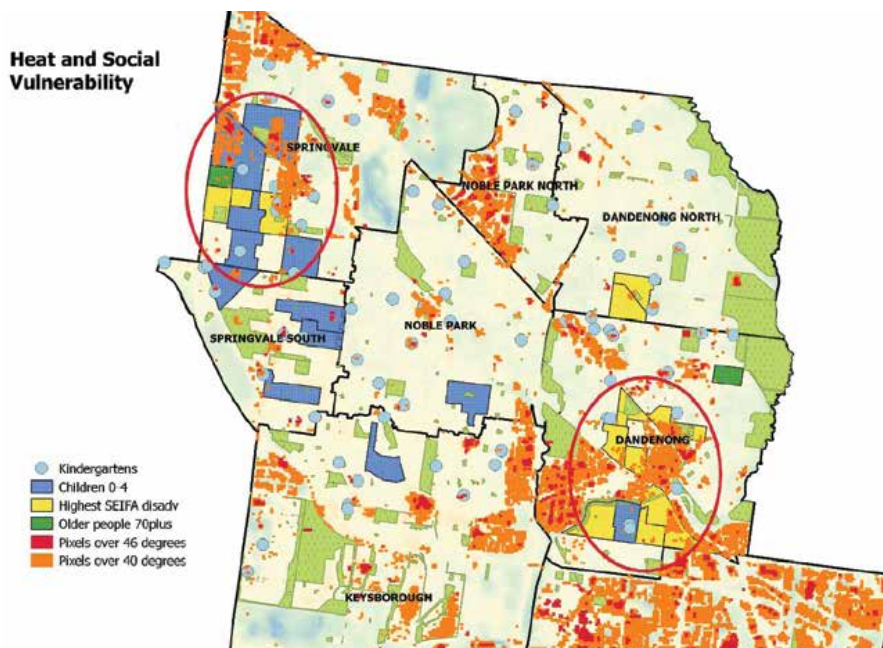 Heat and Social
Vulnerability
SPRINGVALE
NOBLE PARK NORTH
DANDENONG NORTH
NOBLE PARK
SPRINGVALE SOUTH
DANDENONG
KEYSBOROUGH
Kindergartens
Children 0-4
Highest SEIFA disadv
Older people 70plus
Pixels over 46 degrees
Pixels over 40 degrees